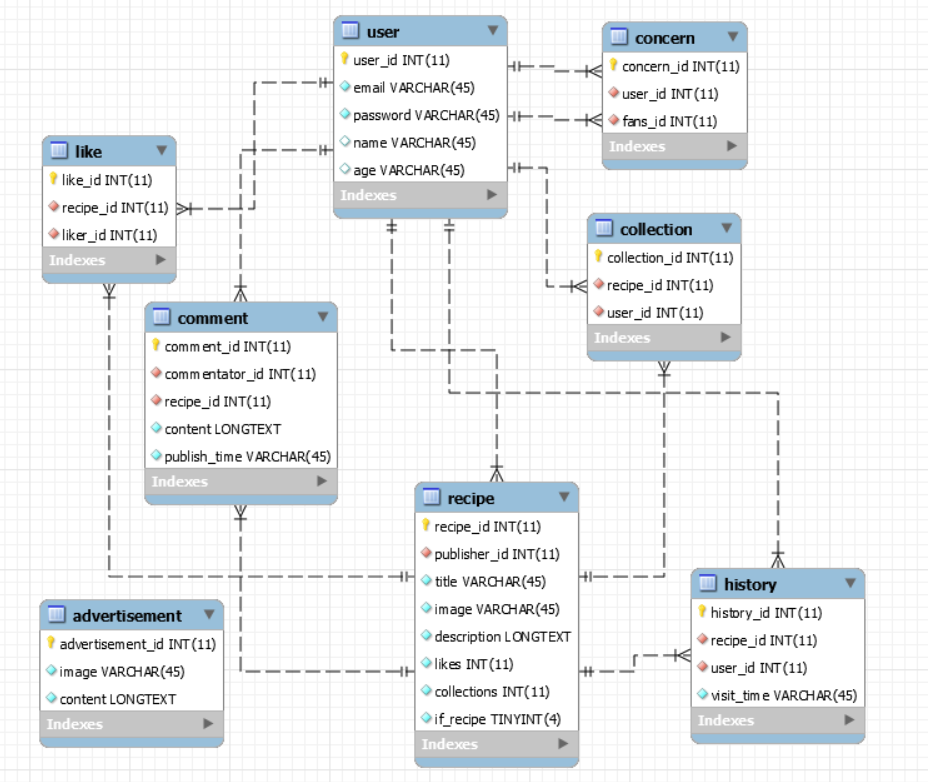 user
user_id INT(11)
email VARCHAR(45)
password VARCHAR(45)
name VARCHAR(45)
age VARCHAR(45)
Indexes
concern
concern_id INT(11)
user_id INT(11)
fans_id INT(11)
Indexes
like
like_id INT(11)
recipe_id INT(11)
liker_id INT(11)
Indexes
collection
collection_id INT(11)
recipe_id INT(11)
user_id INT(11)
Indexes
comment
comment_id INT(11)
commentator_id INT(11)
recipe_id INT(11)
content LONGTEXT
publish_time VARCHAR(45)
Indexes
recipe
recipe_id INT(11)
publisher_id INT(11)
title VARCHAR(45)
image VARCHAR(45)
description LONGTEXT
likes INT(11)
collections INT(11)
if_recipe TINYINT(4)
Indexes
history
history_id INT(11)
recipe_id INT(11)
user_id INT(11)
visit_time VARCHAR(45)
Indexes
advertisement
advertisement_id INT(11)
image VARCHAR(45)
content LONGTEXT
Indexes